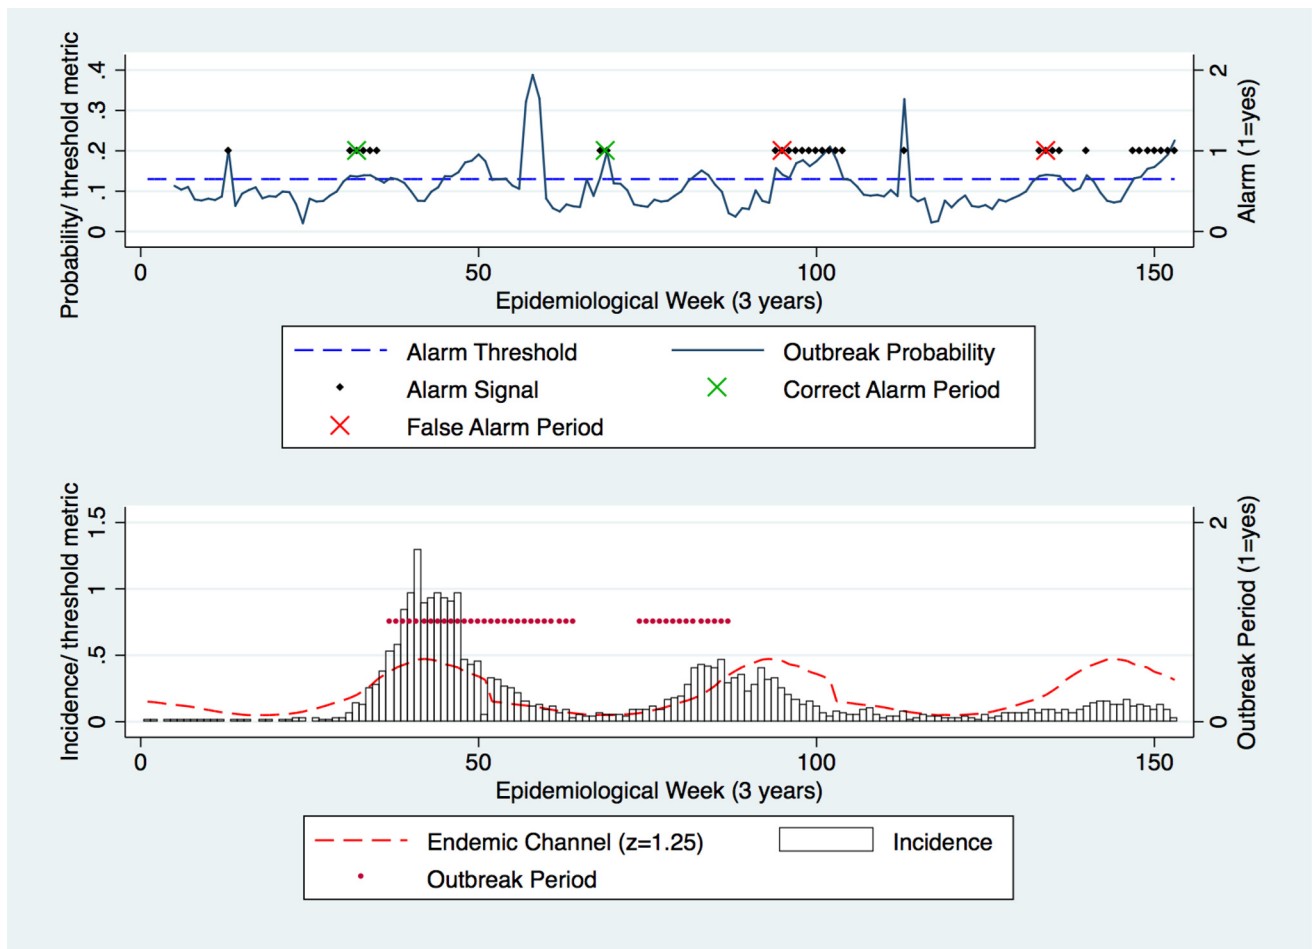 Probability/ threshold metric
.4
.3
.2
.1
0
2
1
0
Alarm (1=yes)
0 50 100 150
Epidemiological Week (3 years)
Alarm Threshold Outbreak Probability
Alarm Signal Correct Alarm Period
False Alarm Period
Incidence/ threshold metric
1.5
1
.5
0
2
0
Outbreak Period (1=yes)
0 50 100 150
Epidemiological Week (3 years)
Endemic Channel (z=1.25) Incidence
Outbreak Period